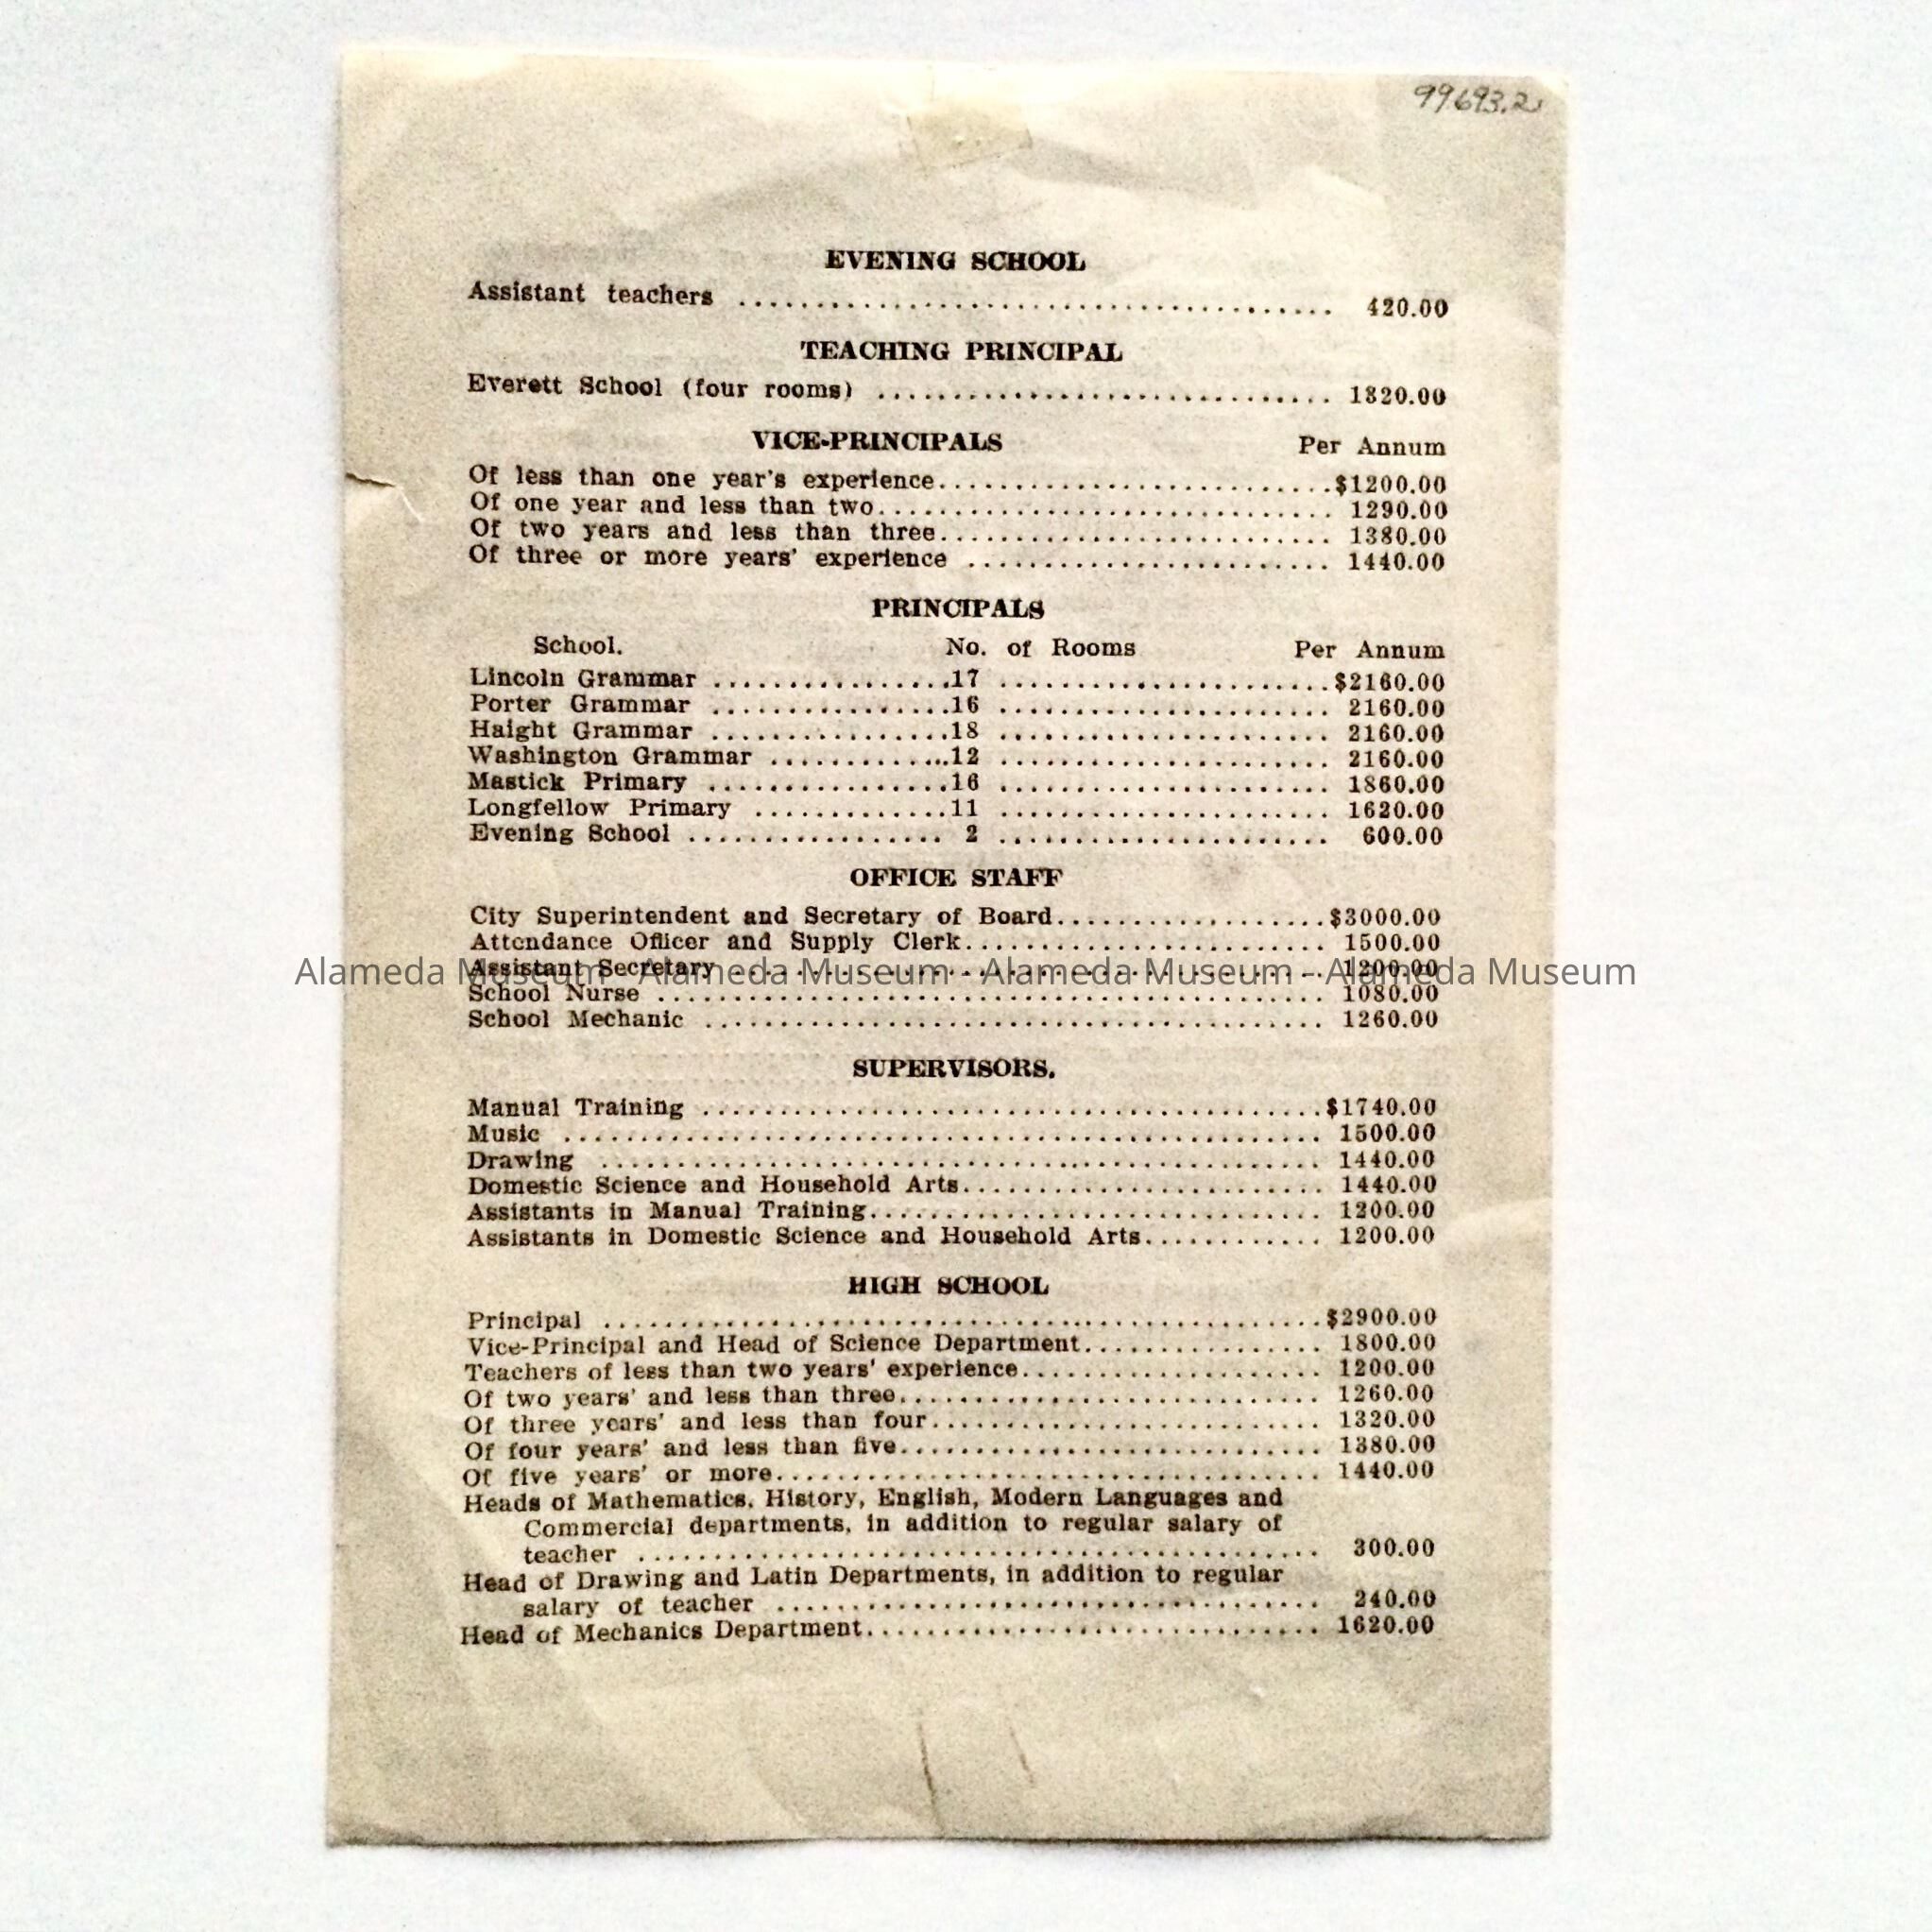 99693.2
EVENING SCHOOL
Assistant teachers ........................................ 420.00
TEACHING PRINCIPAL
Everett School (four rooms) .............................. 1320.00
VICE-PRINCIPALS Per Annum
Of less than one year's experience..........................$1200.00
Of one year and less than two.............................. 1290.00
Of two years and less than three.......................... 1380.00
Of three or more years' experience ........................ 1440.00
PRINCIPALS
School. No. of Rooms Per Annum
Lincoln Grammar ................17 ......................$2160.00
Porter Grammar ................16 ...................... 2160.00
Haight Grammar ................18 ...................... 2160.00
Washington Grammar ............12 ...................... 2160.00
Mastick Primary ................16 ...................... 1860.00
Longfellow Primary .............11 ...................... 1620.00
Evening School ................. 2 ...................... 600.00
OFFICE STAFF
City Superintendent and Secretary of Board..................$3000.00
Attendance Officer and Supply Clerk........................ 1500.00
Assistant Secretary ........................................ 1200.00
Alameda Museum - Alameda Museum - Alameda Museum - Alameda Museum
School Nurse ............................................ 1080.00
School Mechanic ......................................... 1260.00
SUPERVISORS.
Manual Training .........................................$1740.00
Music .................................................. 1500.00
Drawing ................................................ 1440.00
Domestic Science and Household Arts........................ 1440.00
Assistants in Manual Training.............................. 1200.00
Assistants in Domestic Science and Household Arts............ 1200.00
HIGH SCHOOL
Principal ................................................$2900.00
Vice-Principal and Head of Science Department................ 1800.00
Teachers of less than two years' experience.................... 1200.00
Of two years' and less than three............................ 1260.00
Of three years' and less than four.......................... 1320.00
Of four years' and less than five............................ 1380.00
Of five years' or more.................................... 1440.00
Heads of Mathematics, History, English, Modern Languages and
Commercial departments, in addition to regular salary of
teacher ............................................. 300.00
Head of Drawing and Latin Departments, in addition to regular
salary of teacher .................................... 240.00
Head of Mechanics Department.............................. 1620.00